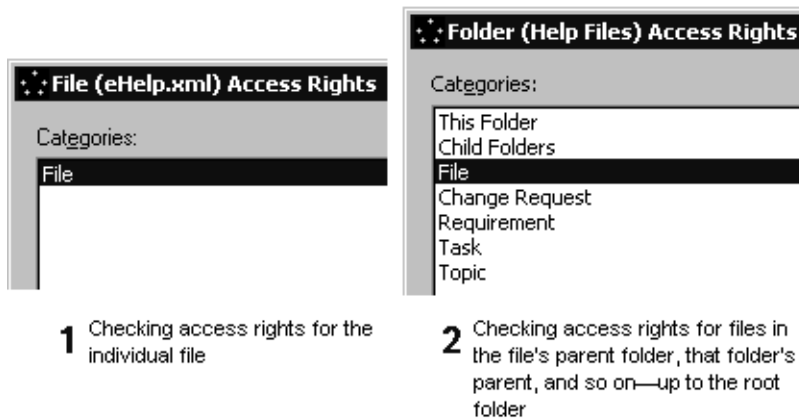 File (eHelp.xml) Access Rights
Categories:
File
1 Checking access rights for the
individual file
Folder (Help Files) Access Rights
Categories:
This Folder
Child Folders
File
Change Request
Requirement
Task
Topic
2 Checking access rights for files in
the file's parent folder, that folder's
parent, and so on—up to the root
folder